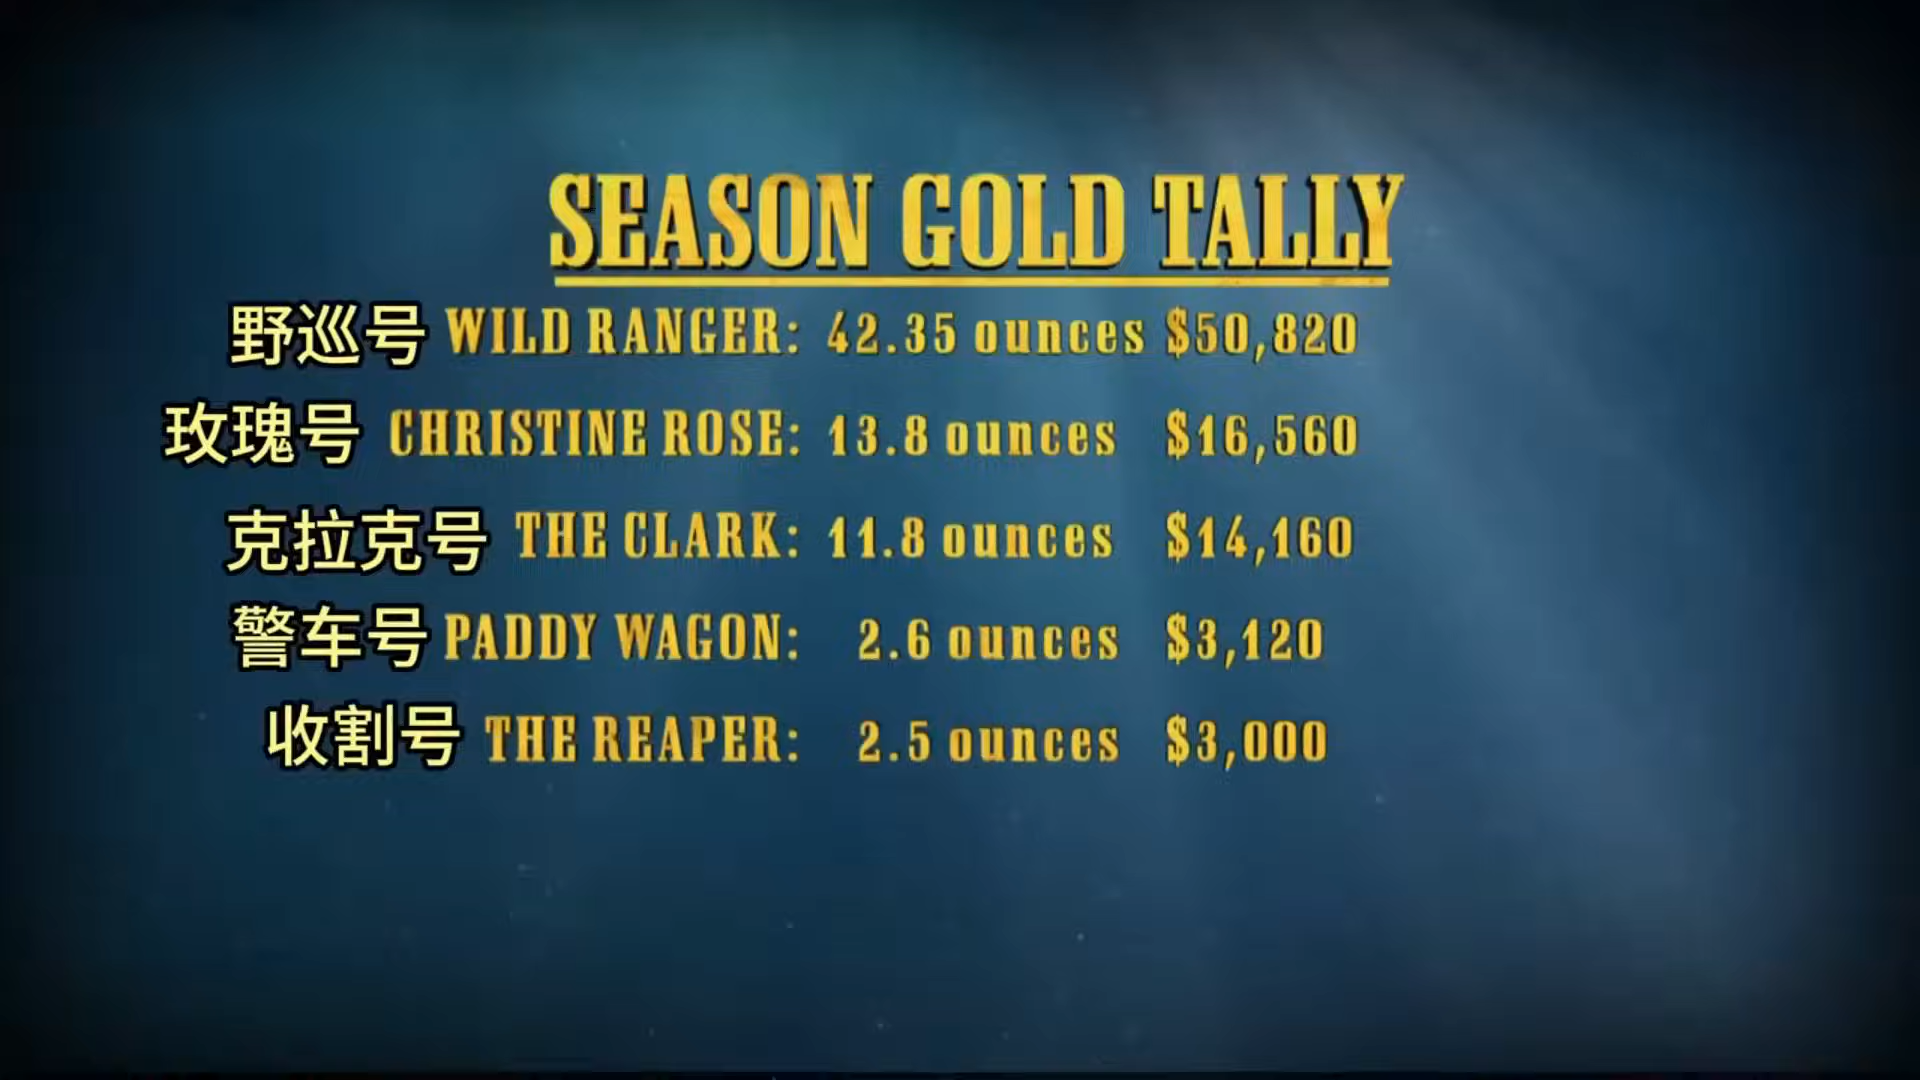 SEASON GOLD TALLY
野巡号 WILD RANGER: 42.35 ounces $50,820
玫瑰号 CHRISTINE ROSE: 13.8 ounces $16,560
克拉克号 THE CLARK: 11.8 ounces $14,160
警车号 PADDY WAGON: 2.6 ounces $3,120
收割号 THE REAPER: 2.5 ounces $3,000